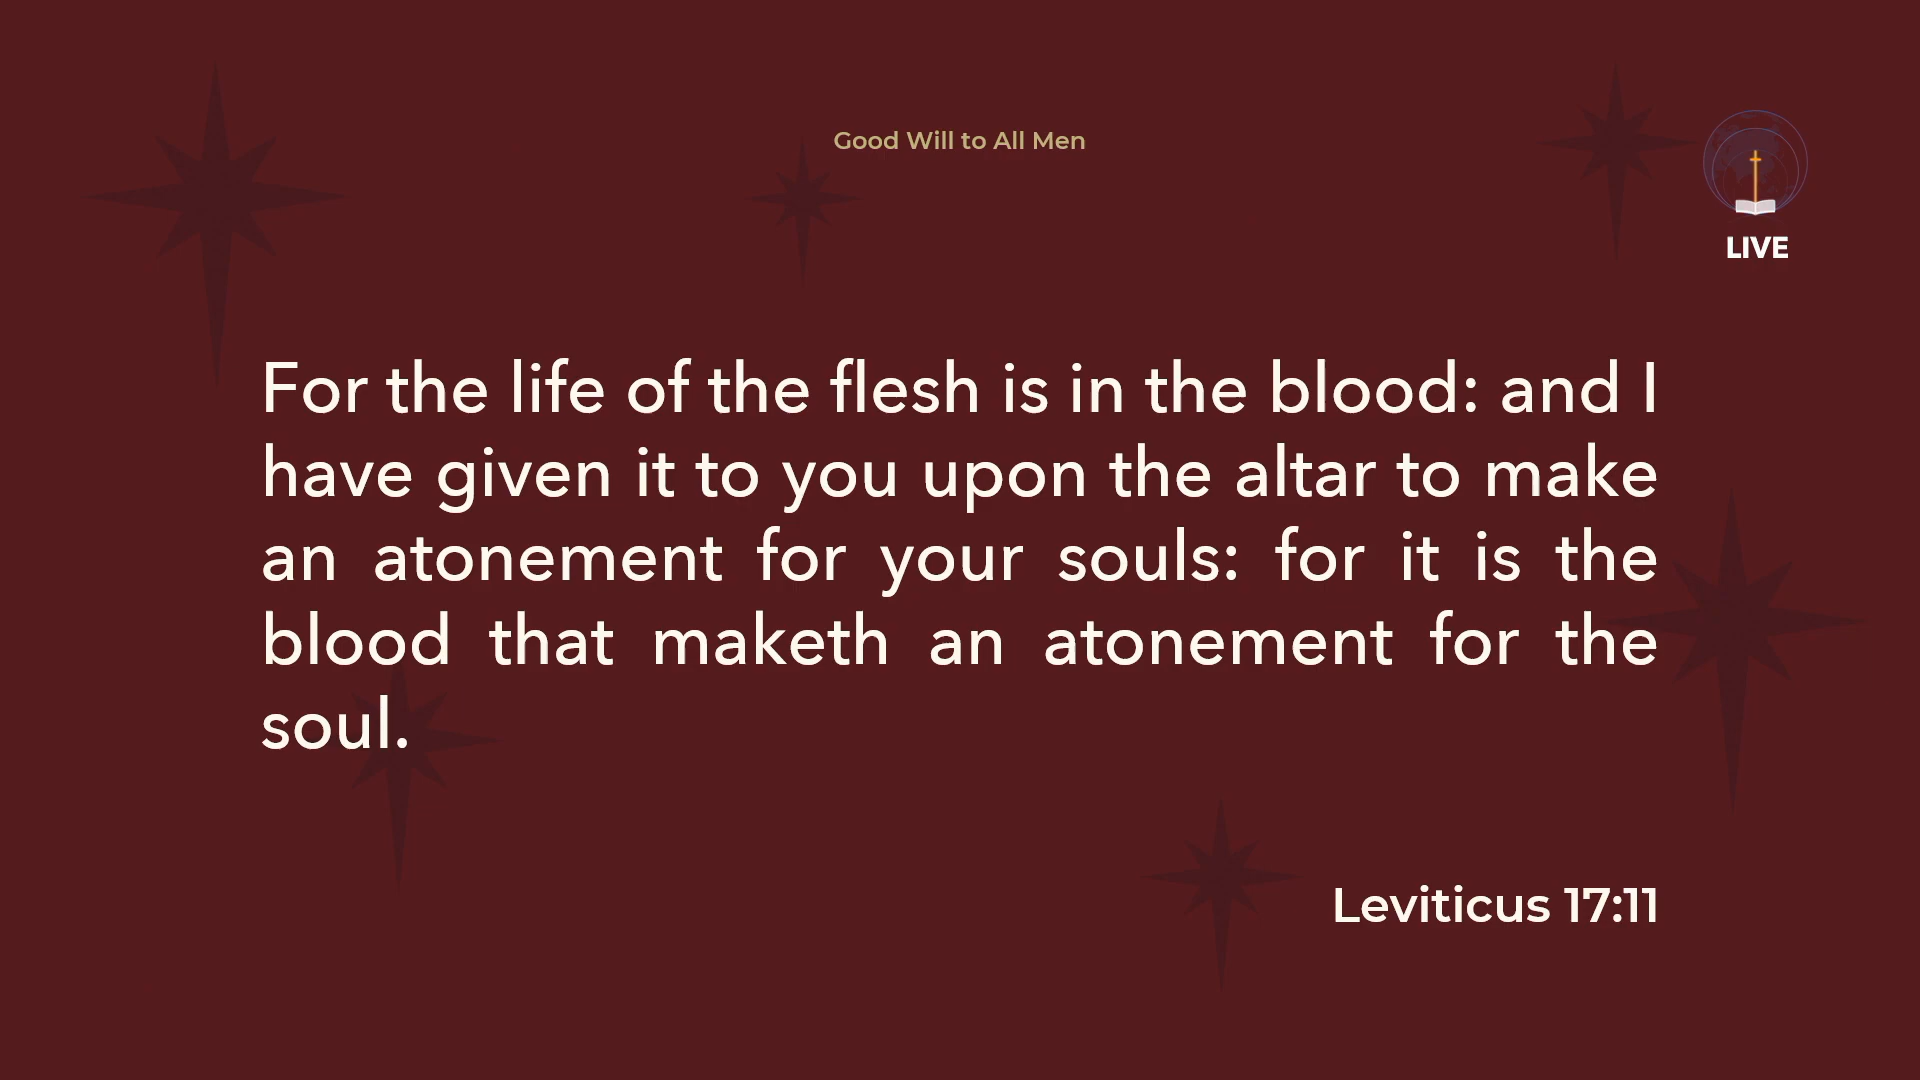 Good Will to All Men
LIVE
For the life of the flesh is in the blood: and I
have given it to you upon the altar to make
an atonement for your souls: for it is the
blood that maketh an atonement for the
soul.
Leviticus 17:11